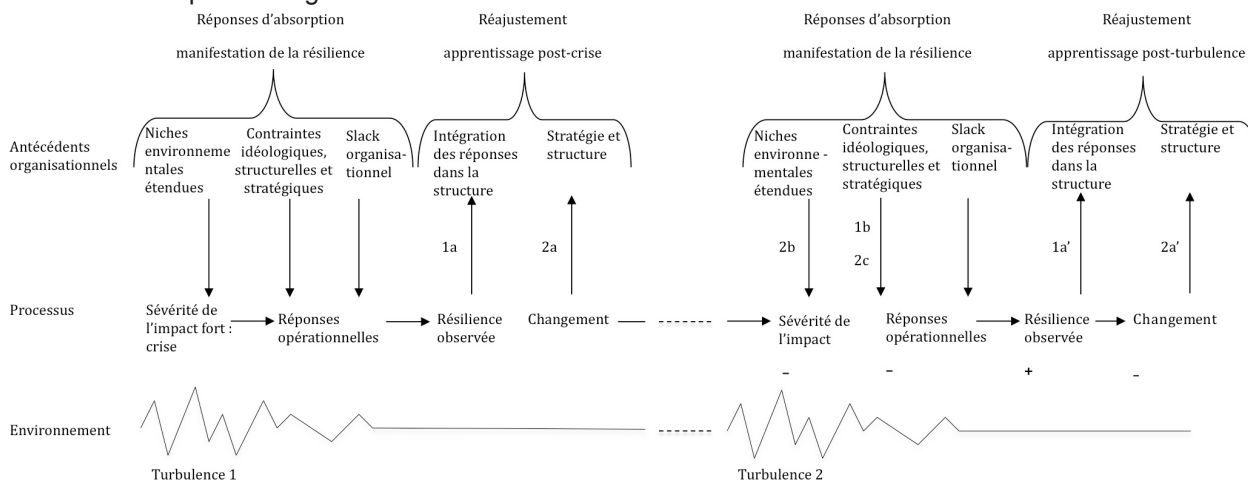 Réponses d'absorption
manifestation de la résilience
Réajustement
apprentissage post-crise
Réponses d'absorption
manifestation de la résilience
Réajustement
apprentissage post-turbulence
Antécédents
organisationnels
Niches
environneme
ntales
étendues
Contraintes
idéologiques,
structurelles et
stratégiques
Slack
organisa-
tionnel
Intégration
des réponses
dans la
structure
Stratégie et
structure
Niches
environne -
mentales
étendues
Contraintes
idéologiques,
structurelles et
stratégiques
Slack
organisa-
tionnel
Intégration
des réponses
dans la
structure
Stratégie et
structure
1a
2a
2b
1b
2c
1a'
2a'
Processus
Sévérité de
l'impact fort :
crise
Réponses
opérationnelles
Résilience
observée
Changement
Sévérité de
l'impact
Réponses
opérationnelles
Résilience
observée
Changement
– – + –
Environnement
Turbulence 1
Turbulence 2